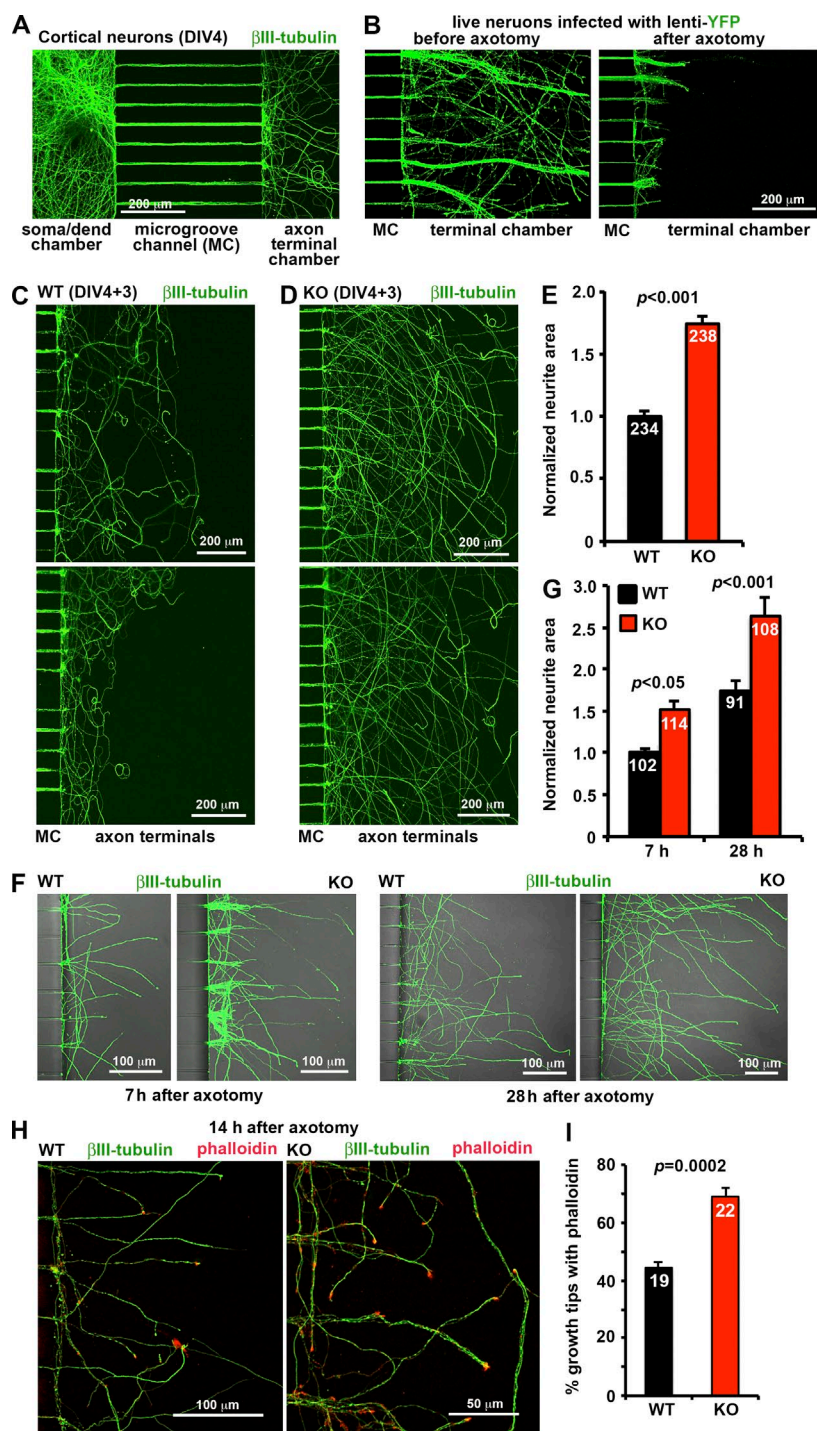 A
Cortical neurons (DIV4) βIII-tubulin
200 µm
soma/dend chamber
microgroove channel (MC)
axon terminal chamber
B
live neruons infected with lenti-YFP
before axotomy after axotomy
200 µm
MC terminal chamber MC terminal chamber
C WT (DIV4+3) βIII-tubulin
200 µm
200 µm
MC axon terminals
D KO (DIV4+3) βIII-tubulin
200 µm
200 µm
MC axon terminals
E
Normalized neurite area
2.0
1.5
1.0
0.5
0
p<0.001
234
238
WT KO
G
Normalized neurite area
3.0
2.5
2.0
1.5
1.0
0.5
0
WT
KO
p<0.001
p<0.05
102
114
91
108
7 h 28 h
F
WT βIII-tubulin KO
100 µm
100 µm
7h after axotomy
WT βIII-tubulin KO
100 µm
100 µm
28h after axotomy
H
14 h after axotomy
WT βIII-tubulin phalloidin
KO βIII-tubulin phalloidin
100 µm
50 µm
I
% growth tips with phalloidin
80
60
40
20
0
p=0.0002
19
22
WT KO